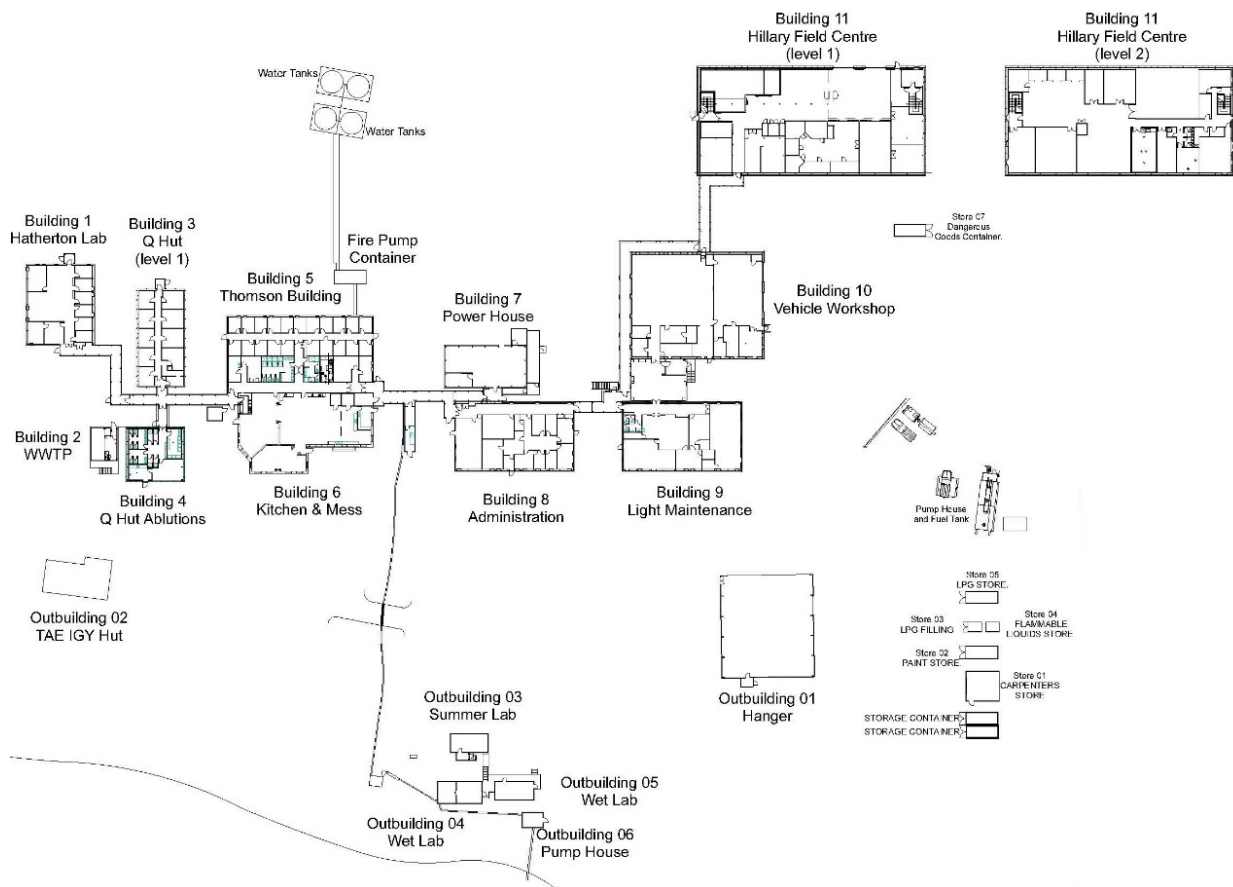 Building 11
Hillary Field Centre
(level 1)
Building 11
Hillary Field Centre
(level 2)
Water Tanks
Water Tanks
UP
Store 07
Dangerous
Goods Container.
Building 1
Hatherton Lab
Building 3
Q Hut
(level 1)
Fire Pump
Container
Building 5
Thomson Building
Building 7
Power House
Building 10
Vehicle Workshop
Building 2
WWTP
Building 4
Q Hut Ablutions
Building 6
Kitchen & Mess
Building 8
Administration
Building 9
Light Maintenance
Pump House
and Fuel Tank
Outbuilding 02
TAE IGY Hut
Store 05
LPG STORE.
Store 03
LPG FILLING
Store 04
FLAMMABLE
LIQUIDS STORE
Store 02
PAINT STORE
Store 01
CARPENTERS
STORE
STORAGE CONTAINER
STORAGE CONTAINER
Outbuilding 01
Hanger
Outbuilding 03
Summer Lab
Outbuilding 05
Wet Lab
Outbuilding 04
Wet Lab
Outbuilding 06
Pump House